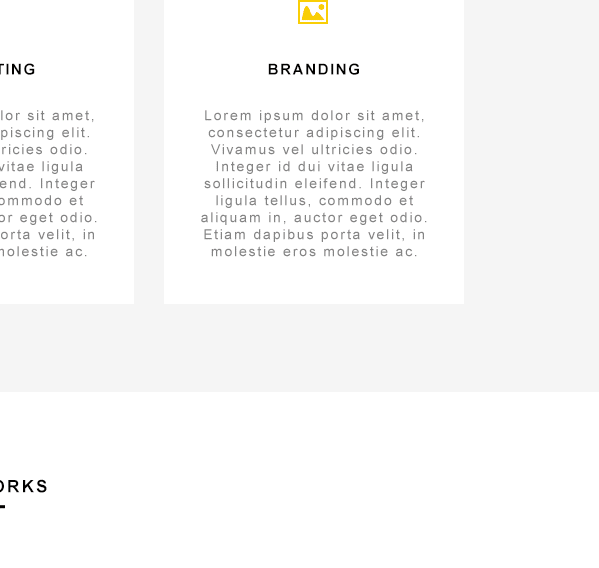 BRANDING
lor sit amet,
piscing elit.
ricies odio.
vitae ligula
end. Integer
ommodo et
or eget odio.
orta velit, in
molestie ac.
Lorem ipsum dolor sit amet,
consectetur adipiscing elit.
Vivamus vel ultricies odio.
Integer id dui vitae ligula
sollicitudin eleifend. Integer
ligula tellus, commodo et
aliquam in, auctor eget odio.
Etiam dapibus porta velit, in
molestie eros molestie ac.
ORKS